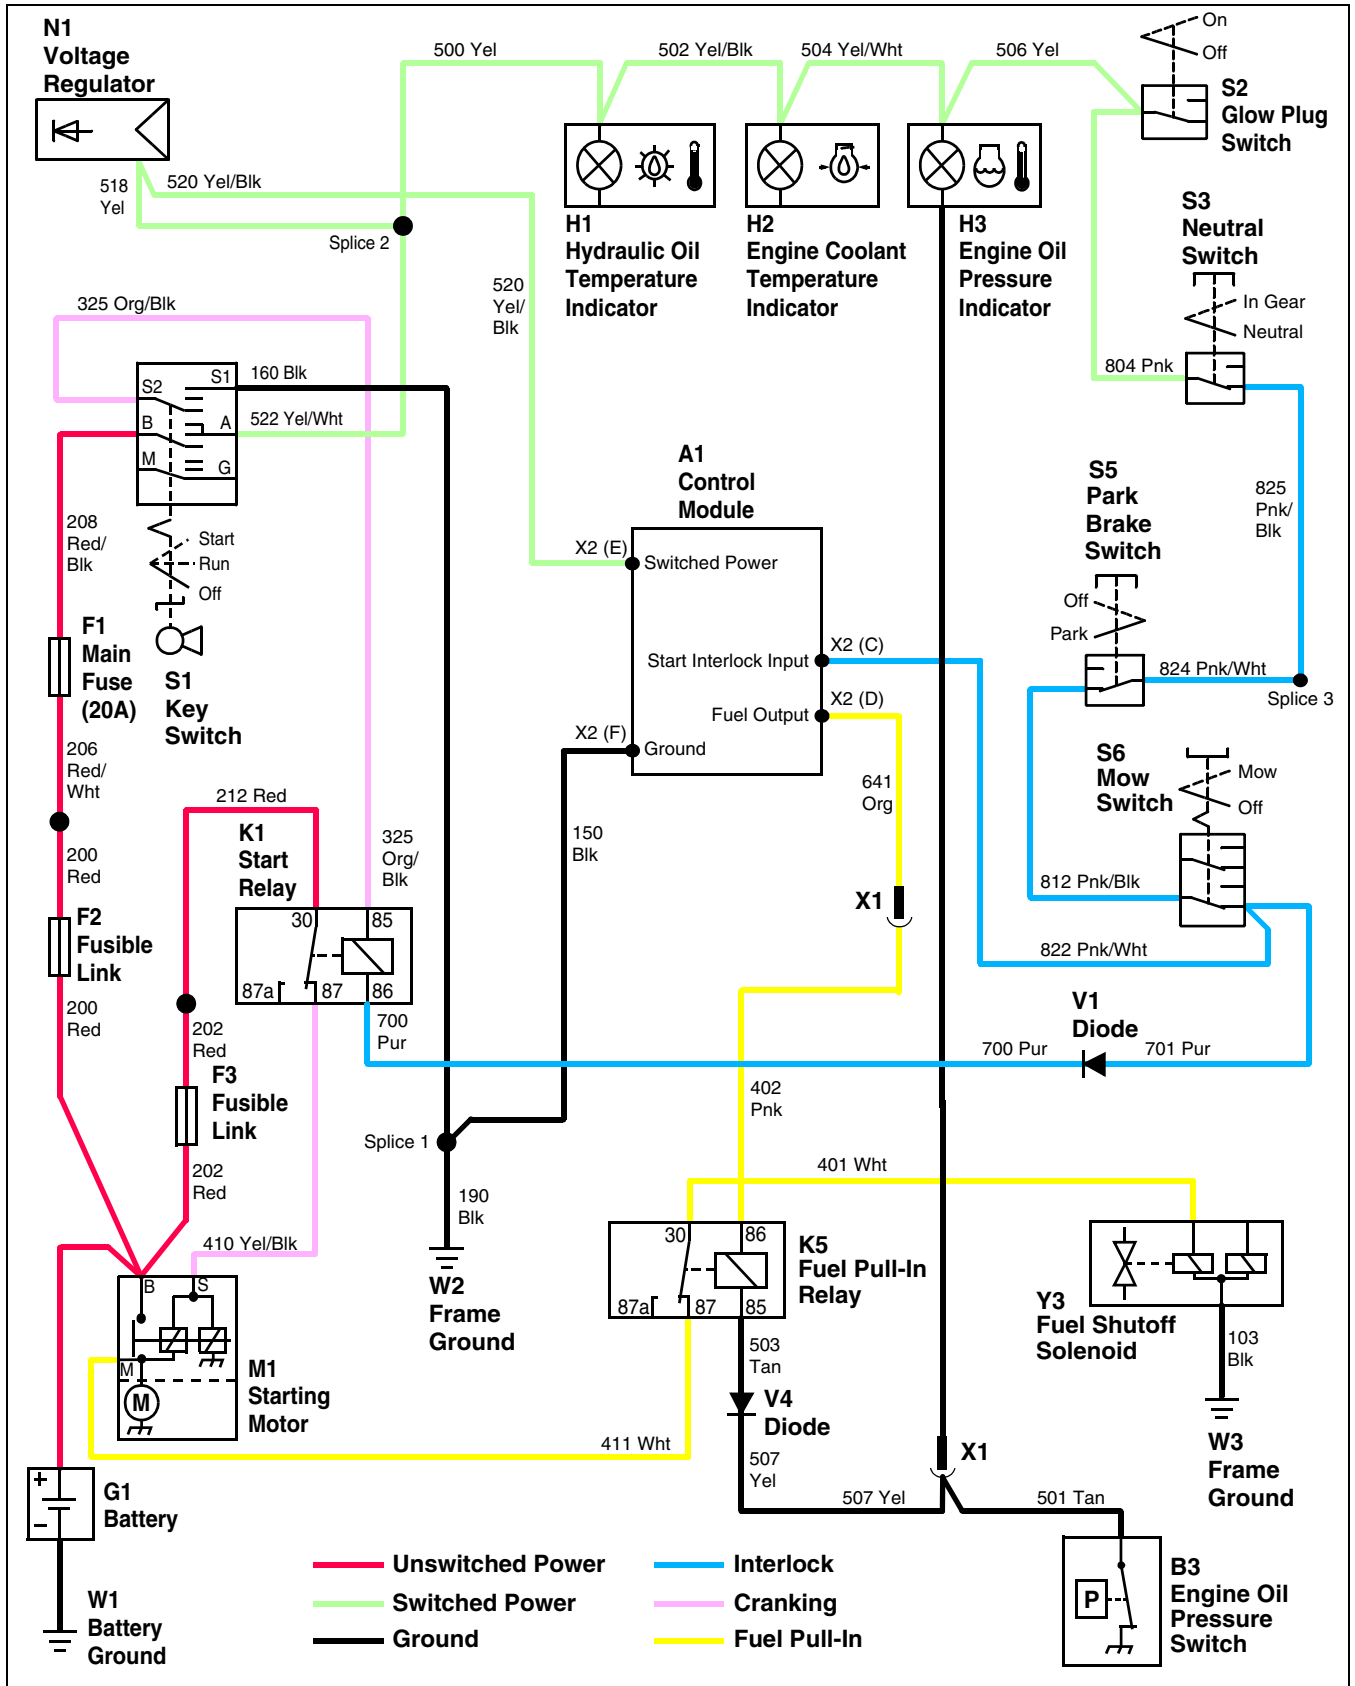 N1
Voltage
Regulator
500 Yel
502 Yel/Blk
504 Yel/Wht
506 Yel
On
Off
S2
Glow Plug
Switch
518
Yel
520 Yel/Blk
Splice 2
H1
Hydraulic Oil
Temperature
Indicator
H2
Engine Coolant
Temperature
Indicator
H3
Engine Oil
Pressure
Indicator
S3
Neutral
Switch
In Gear
Neutral
804 Pnk
325 Org/Blk
520
Yel/
Blk
S2
S1
B
A
M
G
160 Blk
522 Yel/Wht
208
Red/
Blk
Start
Run
Off
S1
Key
Switch
F1
Main
Fuse
(20A)
A1
Control
Module
X2 (E)
Switched Power
X2 (C)
Start Interlock Input
X2 (D)
Fuel Output
X2 (F)
Ground
S5
Park
Brake
Switch
Off
Park
825
Pnk/
Blk
824 Pnk/Wht
Splice 3
S6
Mow
Switch
Mow
Off
206
Red/
Wht
212 Red
K1
Start
Relay
325
Org/
Blk
150
Blk
641
Org
X1
812 Pnk/Blk
822 Pnk/Wht
200
Red
F2
Fusible
Link
200
Red
30
85
87a
87
86
700
Pur
V1
Diode
700 Pur
701 Pur
202
Red
F3
Fusible
Link
202
Red
402
Pnk
Splice 1
190
Blk
401 Wht
410 Yel/Blk
W2
Frame
Ground
30
86
87a
87
85
K5
Fuel Pull-In
Relay
Y3
Fuel Shutoff
Solenoid
103
Blk
B
S
M
M
M1
Starting
Motor
503
Tan
V4
Diode
W3
Frame
Ground
411 Wht
507
Yel
507 Yel
X1
501 Tan
+
−
G1
Battery
W1
Battery
Ground
P
B3
Engine Oil
Pressure
Switch
Unswitched Power
Switched Power
Ground
Interlock
Cranking
Fuel Pull-In